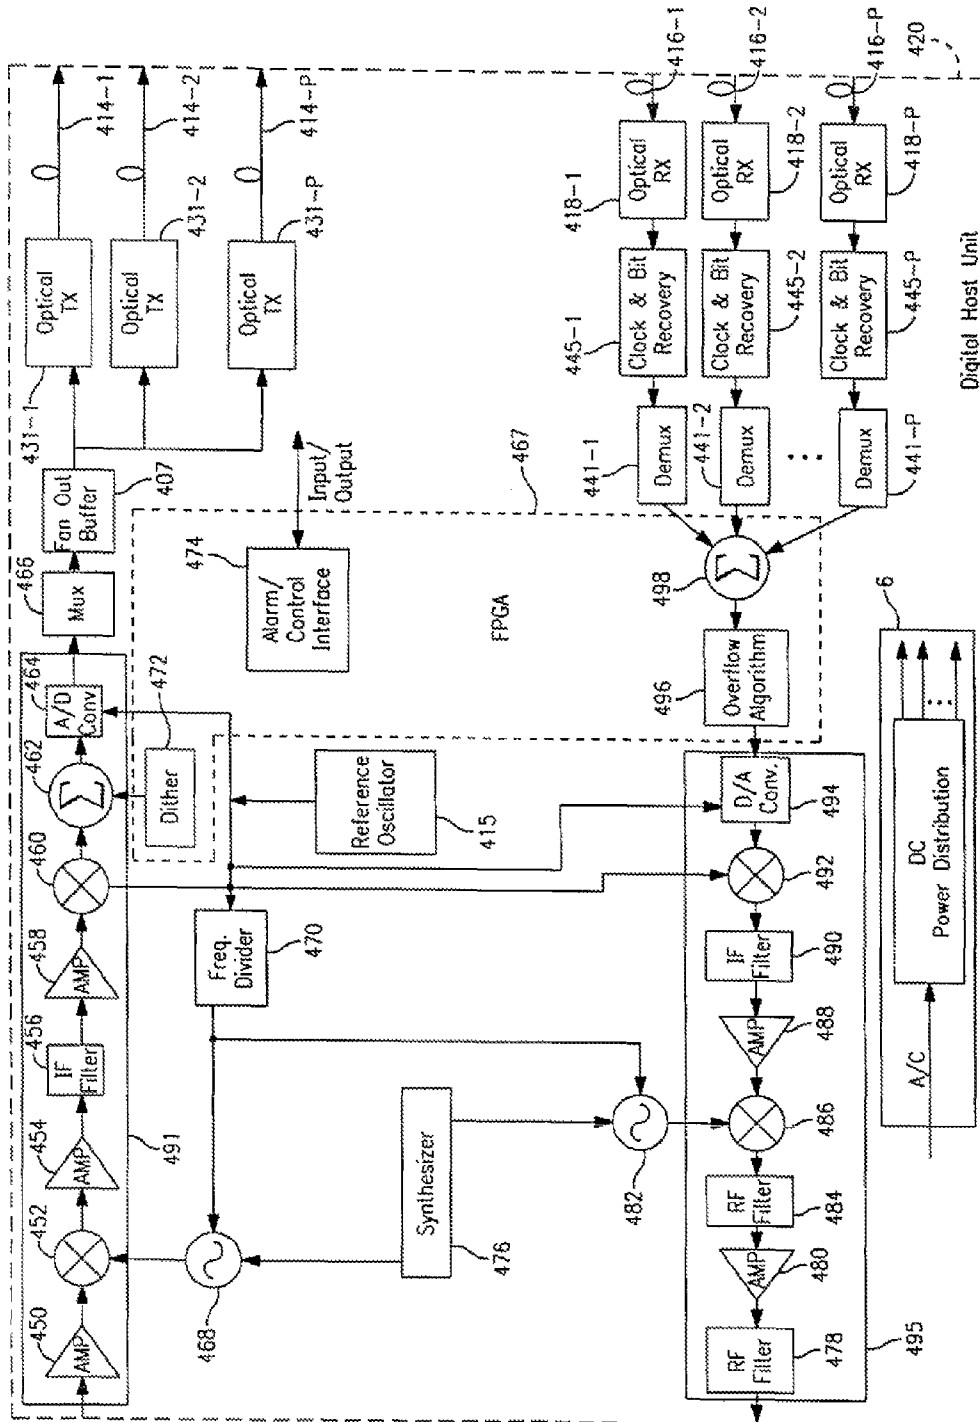 450
AMP
452
454
AMP
456
IF
Filter
458
AMP
460
462
464
A/D
Conv
466
Mux
Fan Out
Buffer
407
431-1
Optical
TX
414-1
Optical
TX
431-2
414-2
Optical
TX
431-P
414-P
491
468
Synthesizer
476
Freq.
Divider
470
Reference
Oscillator
415
Dither
472
474
Alarm/
Control
Interface
Input/
Output
FPGA
467
482
RF
Filter
478
AMP
480
RF
Filter
484
486
AMP
488
IF
Filter
490
492
D/A
Conv.
494
495
Overflow
Algorithm
496
498
441-1
Demux
441-2
Demux
Demux
441-P
445-1
Clock & Bit
Recovery
Clock & Bit
Recovery
445-2
Clock & Bit
Recovery
445-P
418-1
Optical
RX
Optical
RX
418-2
Optical
RX
418-P
416-1
416-2
416-P
420
A/C
DC
Power Distribution
6
Digital Host Unit